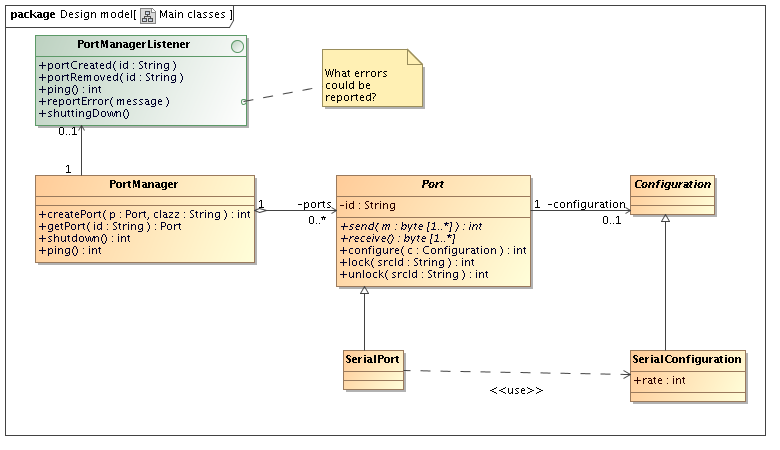 package Design model[ Main classes ]
PortManagerListener
+portCreated( id : String )
+portRemoved( id : String )
+ping() : int
+reportError( message )
+shuttingDown()
What errors
could be
reported?
0..1
1
PortManager
+createPort( p : Port, clazz : String ) : int
+getPort( id : String ) : Port
+shutdown() : int
+ping() : int
1
-ports
0..*
Port
-id : String
+send( m : byte [1..*] ) : int
+receive() : byte [1..*]
+configure( c : Configuration ) : int
+lock( srcId : String ) : int
+unlock( srcId : String ) : int
1
-configuration
0..1
Configuration
SerialPort
<<use>>
SerialConfiguration
+rate : int